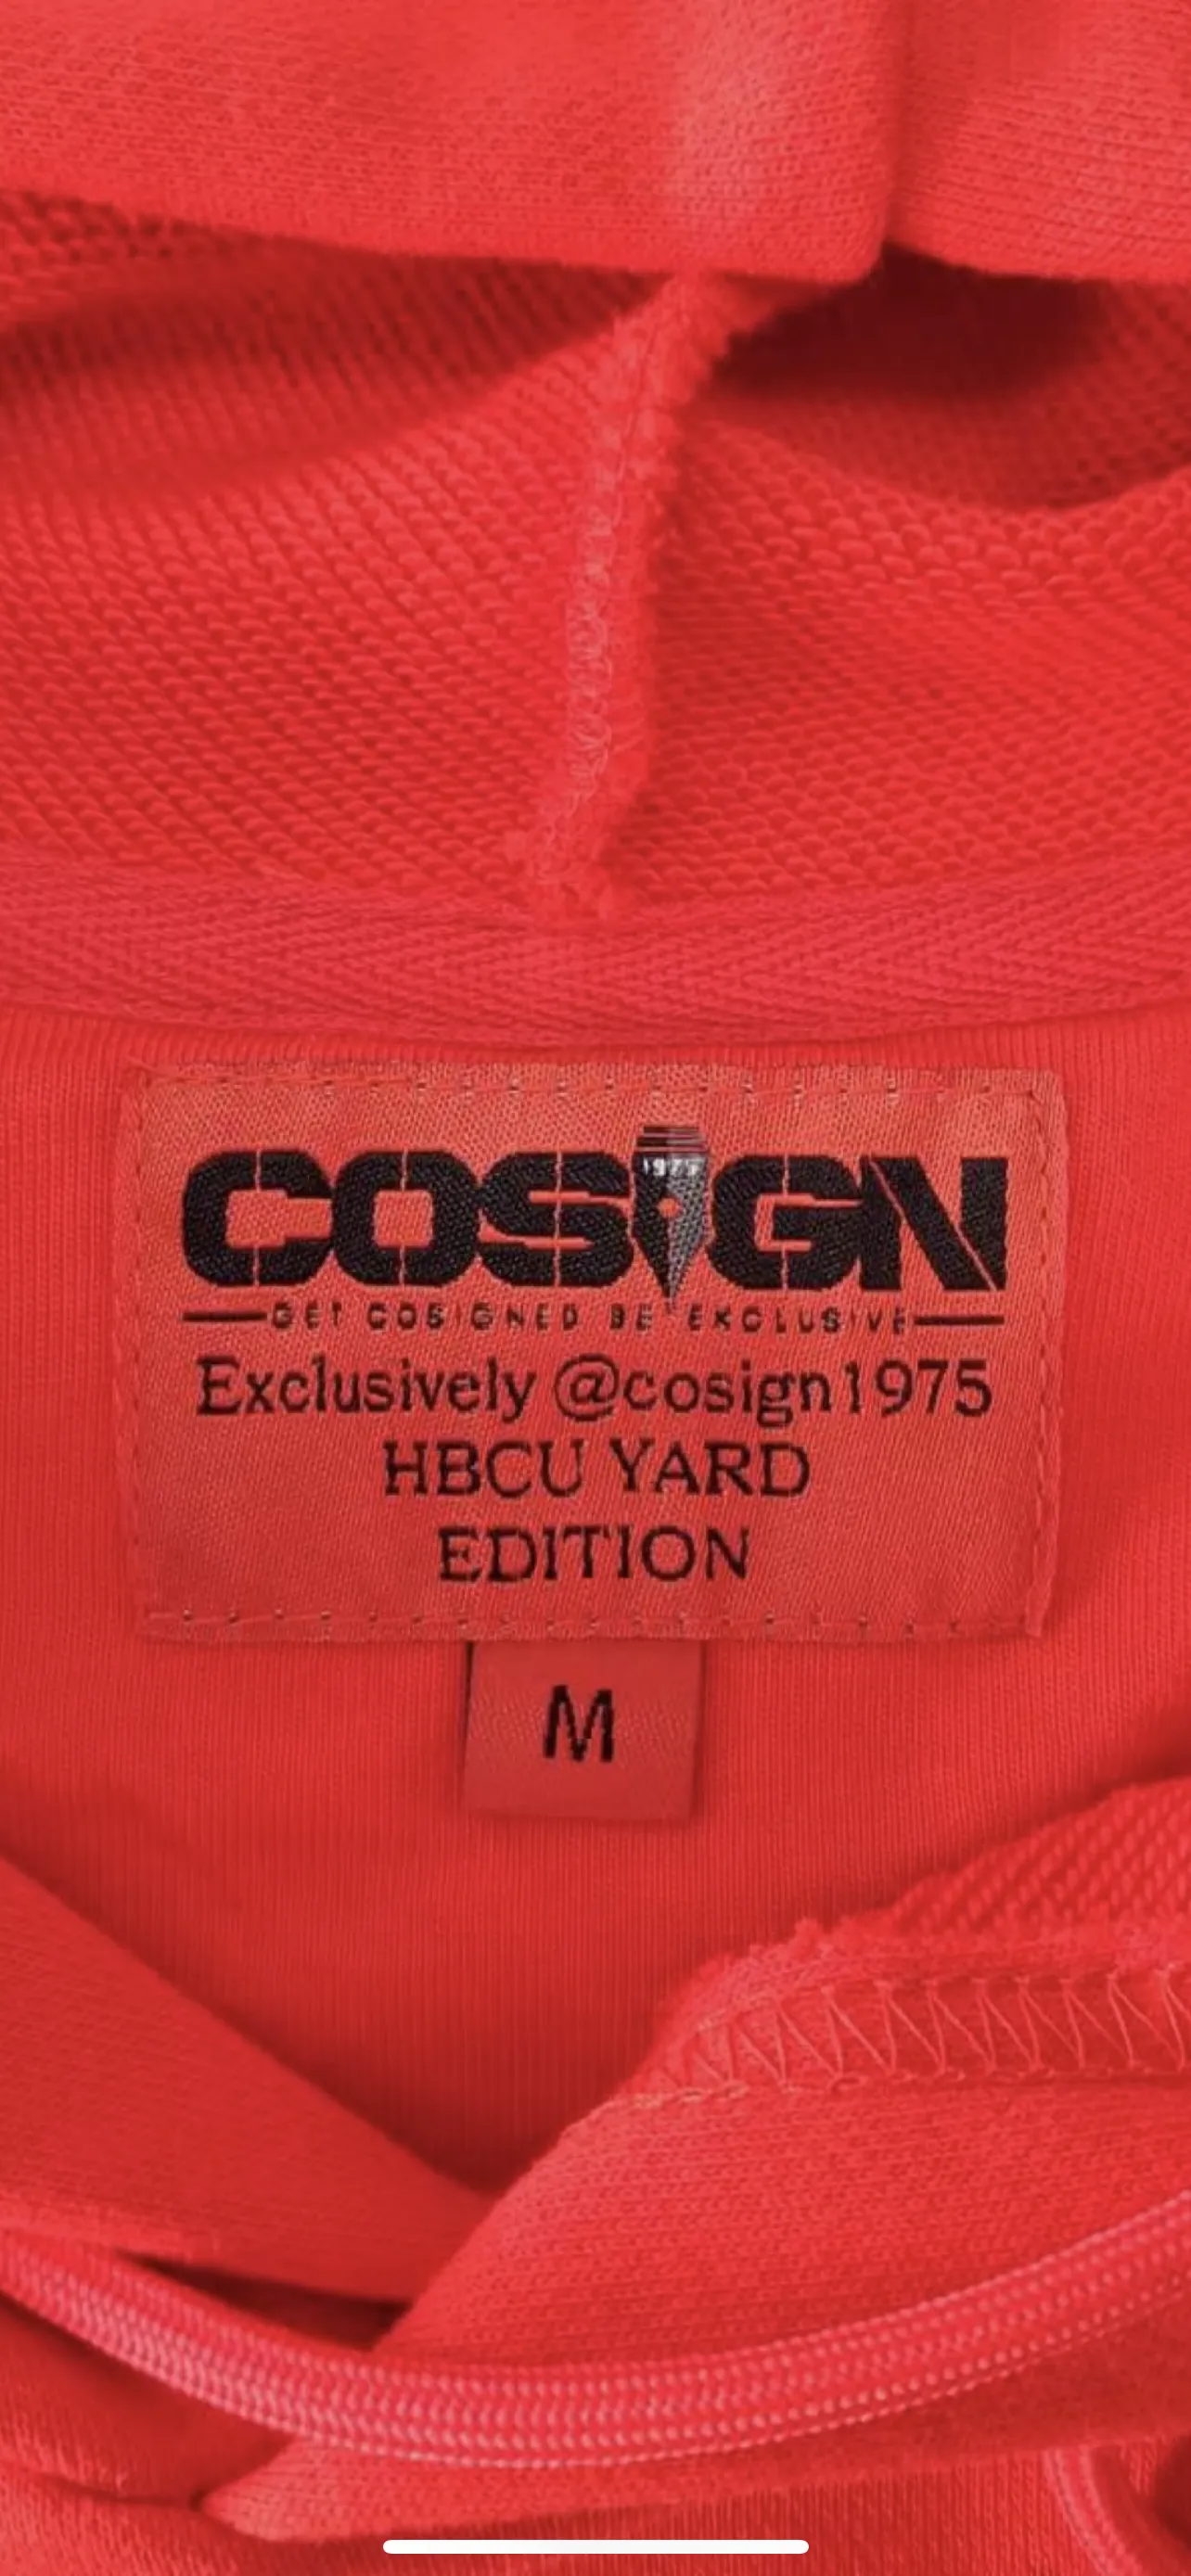 COSIGN
1975
GET COSIGNED BE EXCLUSIVE
Exclusively @cosign1975
HBCU YARD
EDITION
M